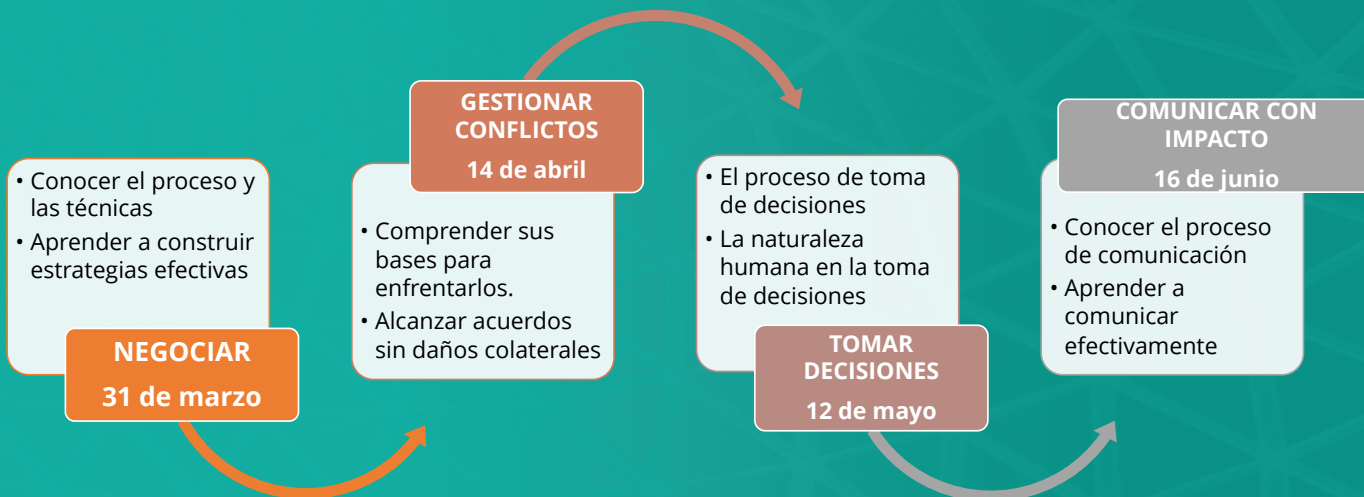 • Conocer el proceso y
las técnicas
• Aprender a construir
estrategias efectivas
NEGOCIAR
31 de marzo
GESTIONAR
CONFLICTOS
14 de abril
• Comprender sus
bases para
enfrentarlos.
• Alcanzar acuerdos
sin daños colaterales
• El proceso de toma
de decisiones
• La naturaleza
humana en la toma
de decisiones
TOMAR
DECISIONES
12 de mayo
COMUNICAR CON
IMPACTO
16 de junio
• Conocer el proceso
de comunicación
• Aprender a
comunicar
efectivamente